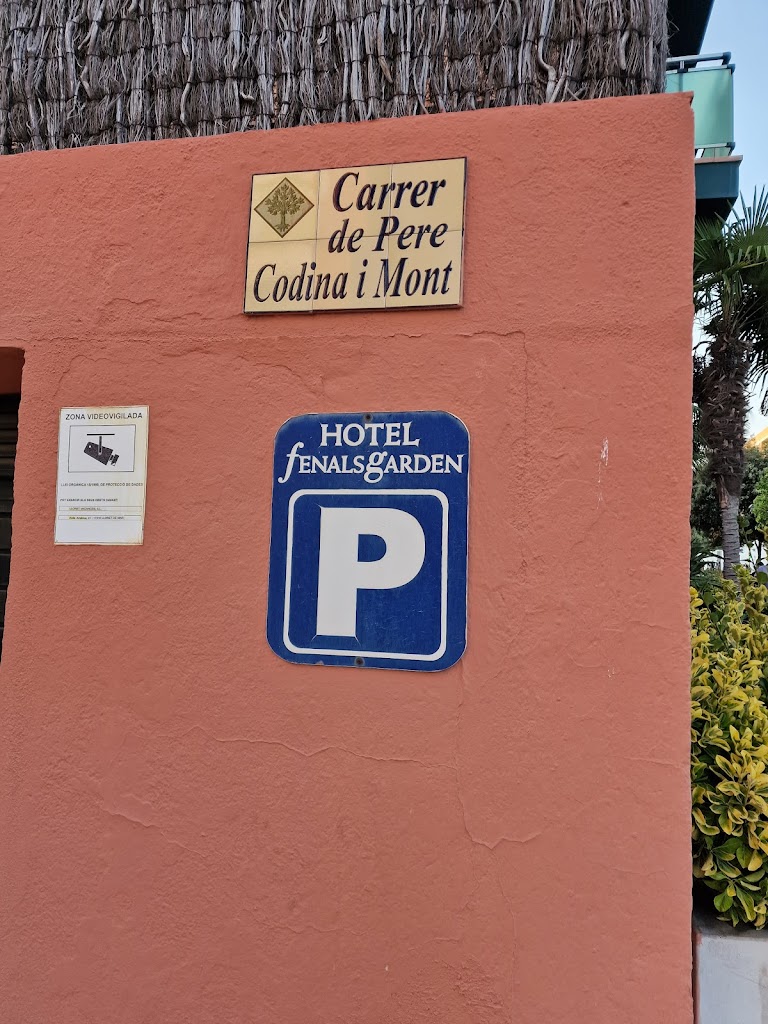 Carrer
de Pere
Codina i Mont
ZONA VIDEOVIGILADA
HOTEL
fENALSgARDEN
P